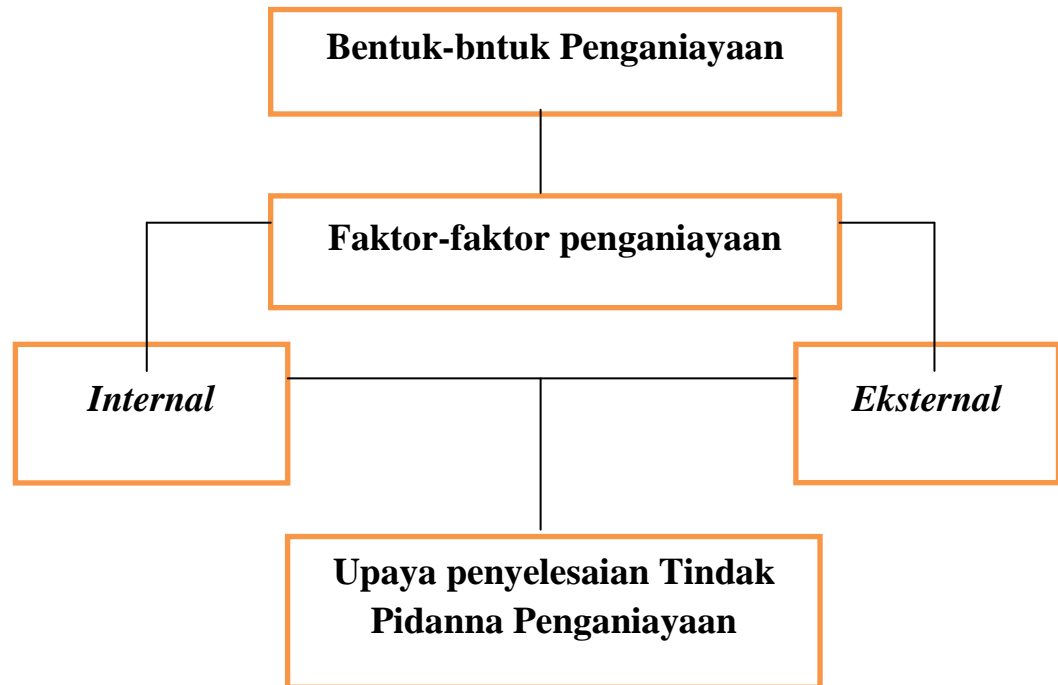 Bentuk-bntuk Penganiayaan
Faktor-faktor penganiayaan
Internal
Eksternal
Upaya penyelesaian Tindak
Pidanna Penganiayaan